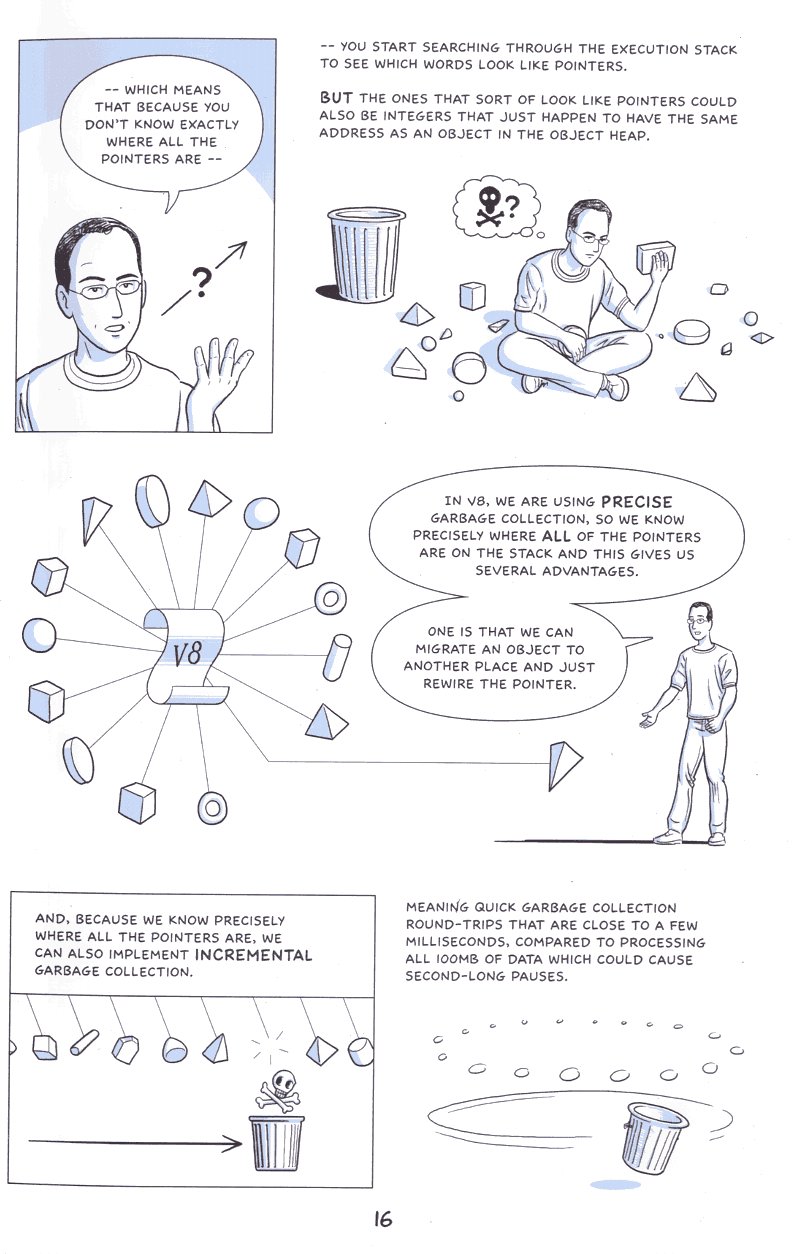 -- WHICH MEANS
THAT BECAUSE YOU
DON'T KNOW EXACTLY
WHERE ALL THE
POINTERS ARE --
-- YOU START SEARCHING THROUGH THE EXECUTION STACK
TO SEE WHICH WORDS LOOK LIKE POINTERS.
BUT THE ONES THAT SORT OF LOOK LIKE POINTERS COULD
ALSO BE INTEGERS THAT JUST HAPPEN TO HAVE THE SAME
ADDRESS AS AN OBJECT IN THE OBJECT HEAP.
?
?
V8
IN V8, WE ARE USING PRECISE
GARBAGE COLLECTION, SO WE KNOW
PRECISELY WHERE ALL OF THE POINTERS
ARE ON THE STACK AND THIS GIVES US
SEVERAL ADVANTAGES.
ONE IS THAT WE CAN
MIGRATE AN OBJECT TO
ANOTHER PLACE AND JUST
REWIRE THE POINTER.
AND, BECAUSE WE KNOW PRECISELY
WHERE ALL THE POINTERS ARE, WE
CAN ALSO IMPLEMENT INCREMENTAL
GARBAGE COLLECTION.
MEANING QUICK GARBAGE COLLECTION
ROUND-TRIPS THAT ARE CLOSE TO A FEW
MILLISECONDS, COMPARED TO PROCESSING
ALL 100MB OF DATA WHICH COULD CAUSE
SECOND-LONG PAUSES.
16